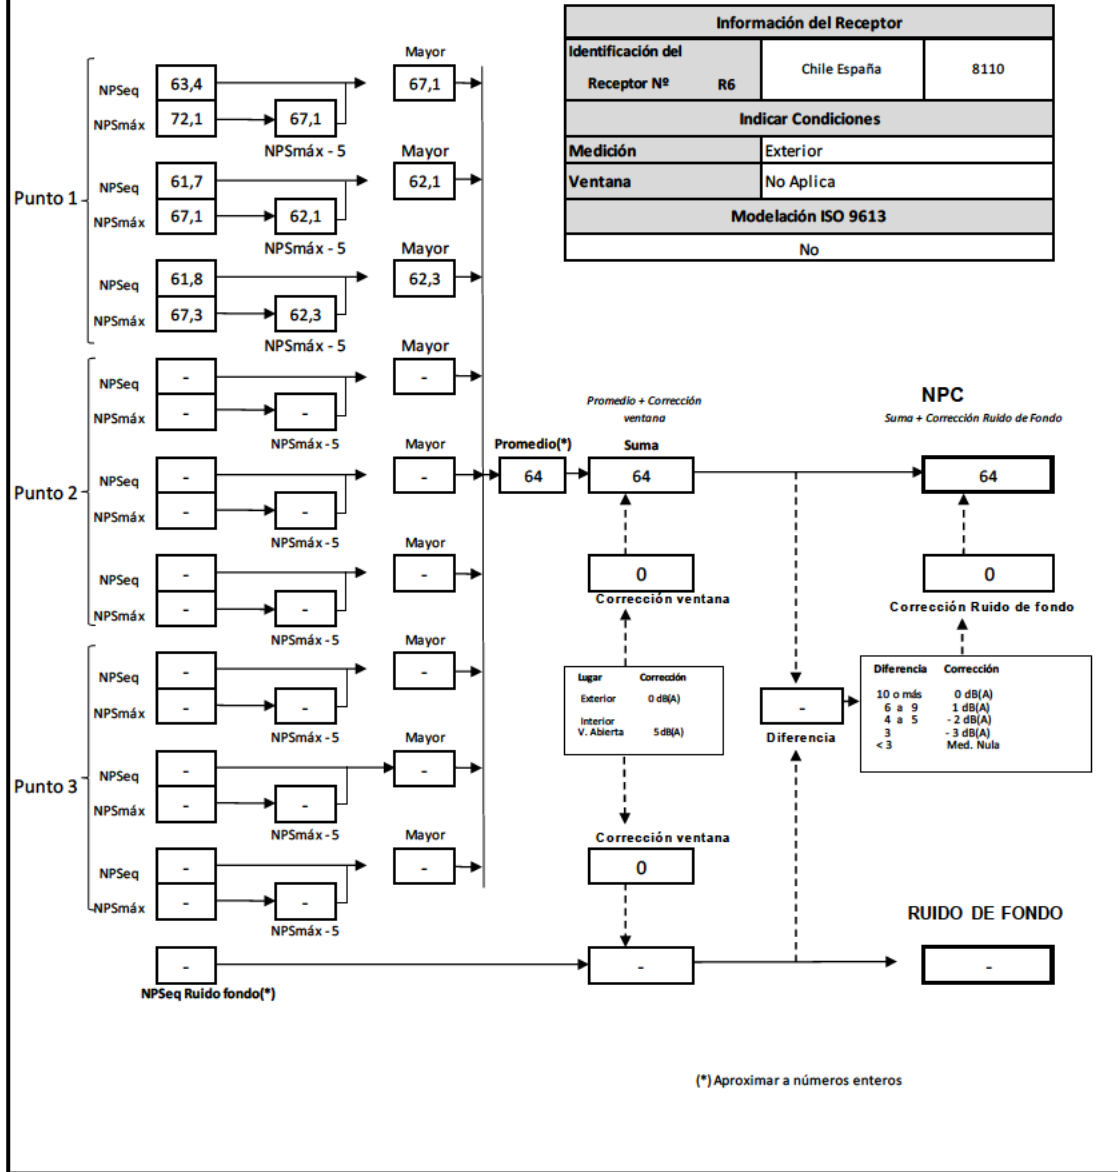 Información del Receptor
Identificación del Receptor Nº R6
Chile España
8110
Indicar Condiciones
Medición Exterior
Ventana No Aplica
Modelación ISO 9613
No
Punto 1
Mayor
NPSeq 63,4 67,1
NPSmáx 72,1 67,1
NPSmáx - 5
Mayor
NPSeq 61,7 62,1
NPSmáx 67,1 62,1
NPSmáx - 5
Mayor
NPSeq 61,8 62,3
NPSmáx 67,3 62,3
NPSmáx - 5
Punto 2
Mayor
NPSeq - -
NPSmáx - -
NPSmáx - 5
Mayor
NPSeq - -
NPSmáx - -
NPSmáx - 5
Mayor
NPSeq - -
NPSmáx - -
NPSmáx - 5
Punto 3
Mayor
NPSeq - -
NPSmáx - -
NPSmáx - 5
Mayor
NPSeq - -
NPSmáx - -
NPSmáx - 5
Mayor
NPSeq - -
NPSmáx - -
NPSmáx - 5
-
NPSeq Ruido fondo(*)
Promedio(*)
64
Promedio + Corrección
ventana
Suma
64
0
Corrección ventana
Lugar Corrección
Exterior 0 dB(A)
Interior
V. Abierta 5 dB(A)
Corrección ventana
0
-
NPC
Suma + Corrección Ruido de Fondo
64
0
Corrección Ruido de fondo
-
Diferencia
Diferencia Corrección
10 o más 0 dB(A)
6 a 9 1 dB(A)
4 a 5 - 2 dB(A)
3 - 3 dB(A)
< 3 Med. Nula
RUIDO DE FONDO
-
(*) Aproximar a números enteros